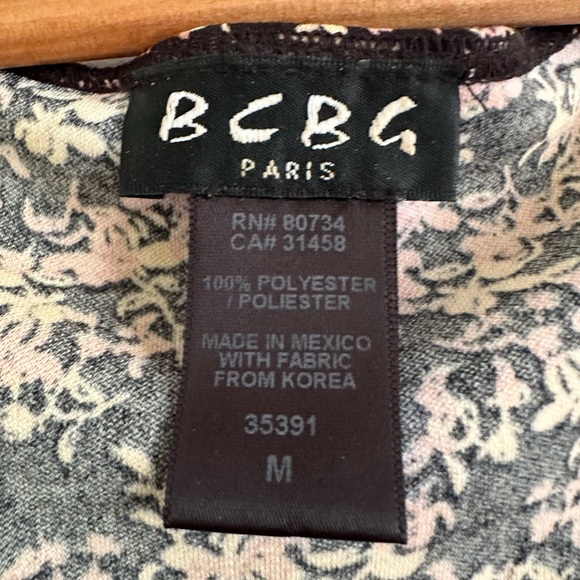 BCBG
PARIS
RN# 80734
CA# 31458
100% POLYESTER
/ POLIESTER
MADE IN MEXICO
WITH FABRIC
FROM KOREA
35391
M